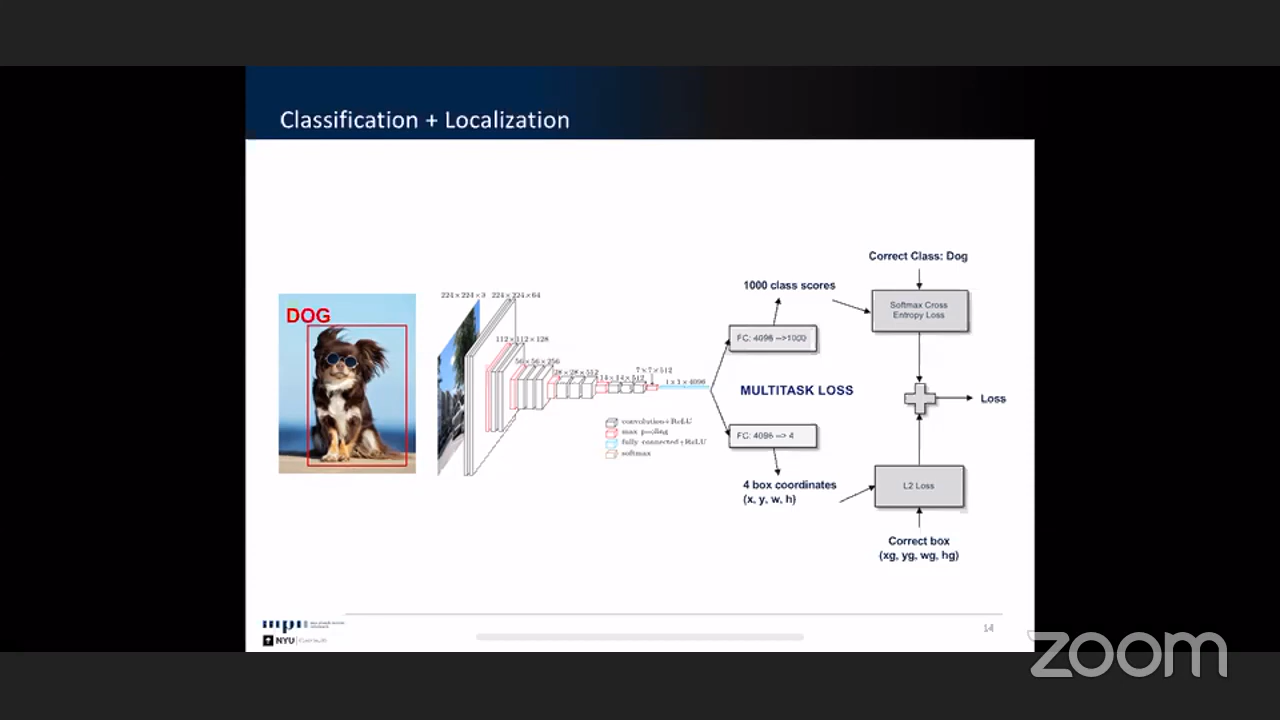 Classification + Localization
DOG
224×224×3
224×224×64
112×112×128
56×56×256
28×28×512
14×14×512
7×7×512
1×1×4096
convolution+ReLU
max pooling
fully connected+ReLU
softmax
1000 class scores
FC: 4096 -->1000
MULTITASK LOSS
FC: 4096 => 4
4 box coordinates
(x, y, w, h)
Correct Class: Dog
Softmax Cross
Entropy Loss
Loss
L2 Loss
Correct box
(xg, yg, wg, hg)
NYU
14
zoom